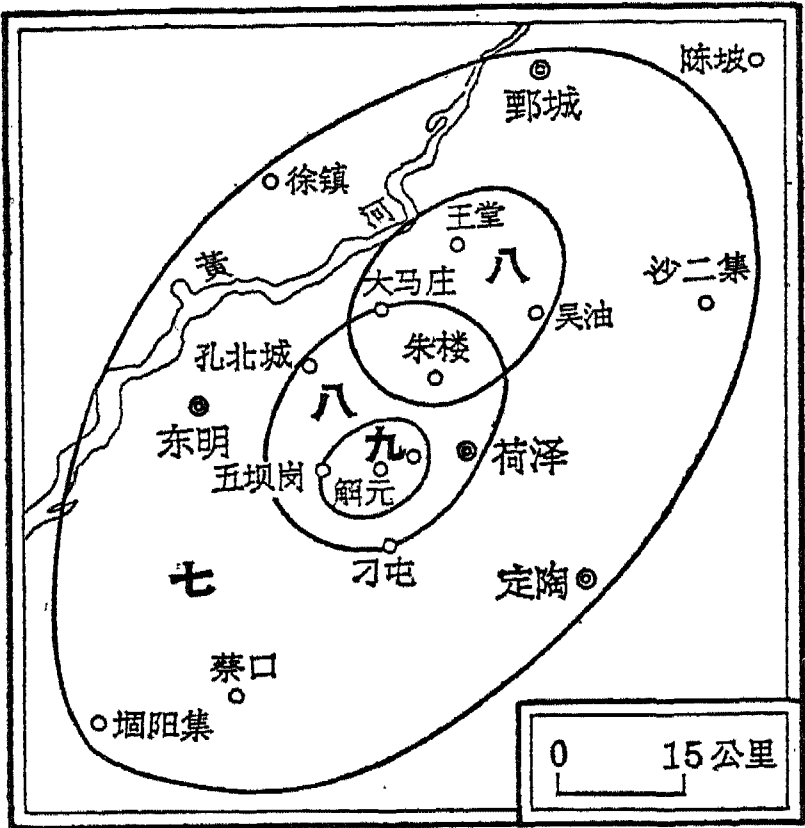 陈坡
鄄城
徐镇
河
王堂
黄
八
沙二集
大马庄
吴油
孔北城
朱楼
八
东明
九
菏泽
五坝岗
解元
刁屯
七
定陶
蔡口
堌阳集
0 15公里